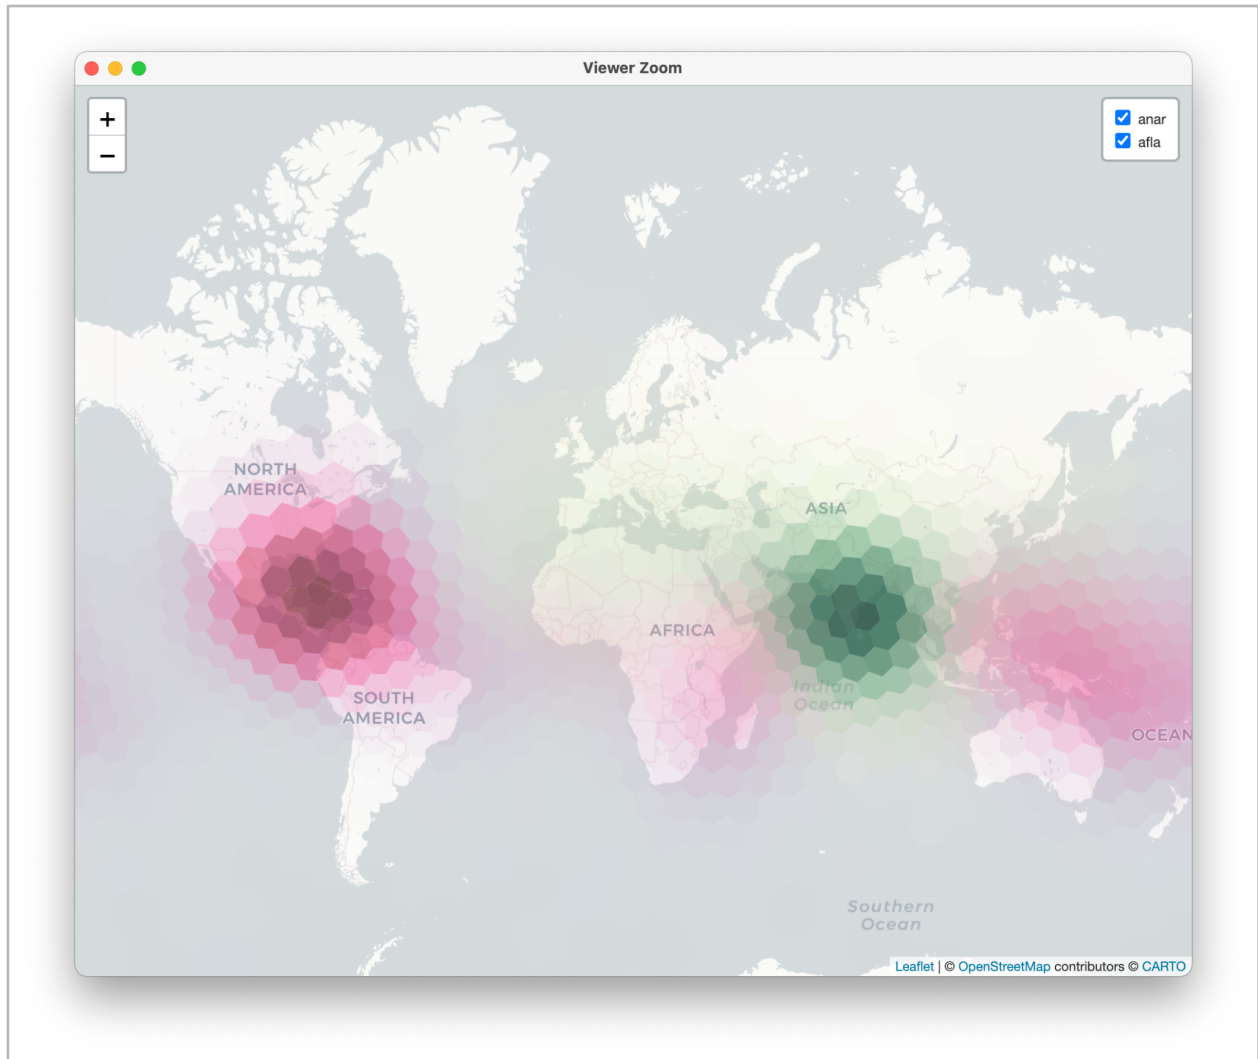 Viewer Zoom
+
−
anar
afla
NORTH
AMERICA
ASIA
AFRICA
Indian
Ocean
SOUTH
AMERICA
OCEAN
Southern
Ocean
Leaflet | © OpenStreetMap contributors © CARTO